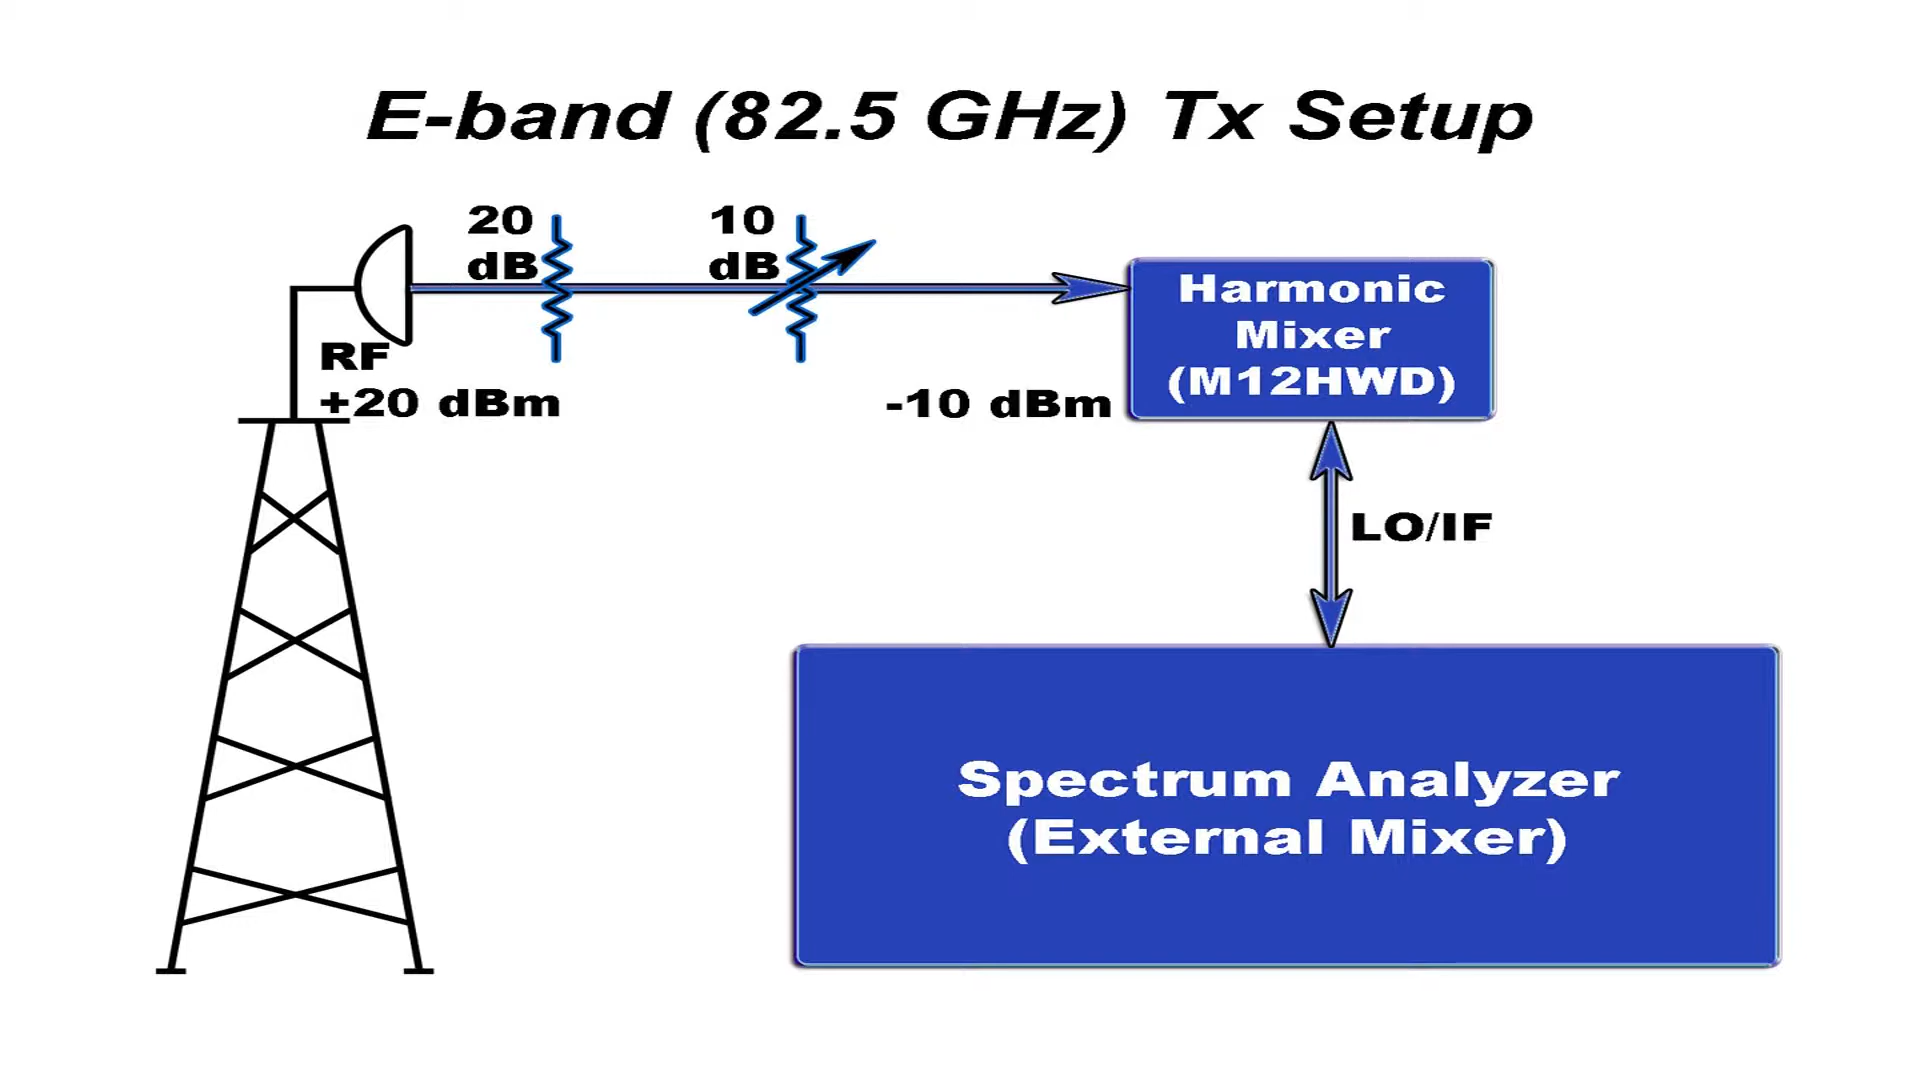 E-band (82.5 GHz) Tx Setup
20
dB
10
dB
RF
+20 dBm
-10 dBm
Harmonic
Mixer
(M12HWD)
LO/IF
Spectrum Analyzer
(External Mixer)